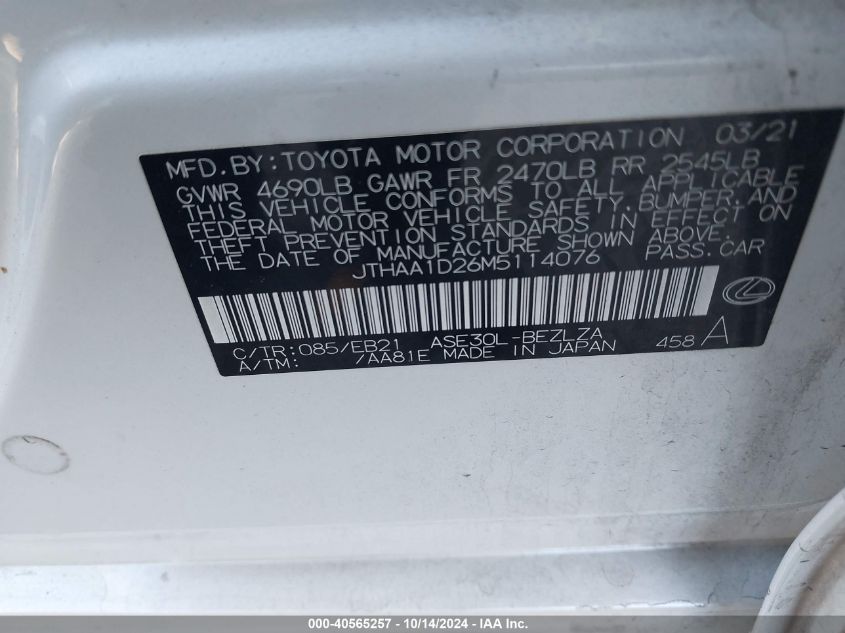 MFD.BY:TOYOTA MOTOR CORPORATION 03/21
GVWR 4690LB GAWR FR 2470LB RR 2545LB
THIS VEHICLE CONFORMS TO ALL APPLICABLE
FEDERAL MOTOR VEHICLE SAFETY,BUMPER,AND
THEFT PREVENTION STANDARDS IN EFFECT ON
THE DATE OF MANUFACTURE SHOWN ABOVE.
JTHAA1D26M5114076 PASS.CAR
C/TR:085/EB21 ASE30L-BEZLZA
A/TM: /AA81E MADE IN JAPAN 458 A
000-40565257 - 10/14/2024 - IAA Inc.